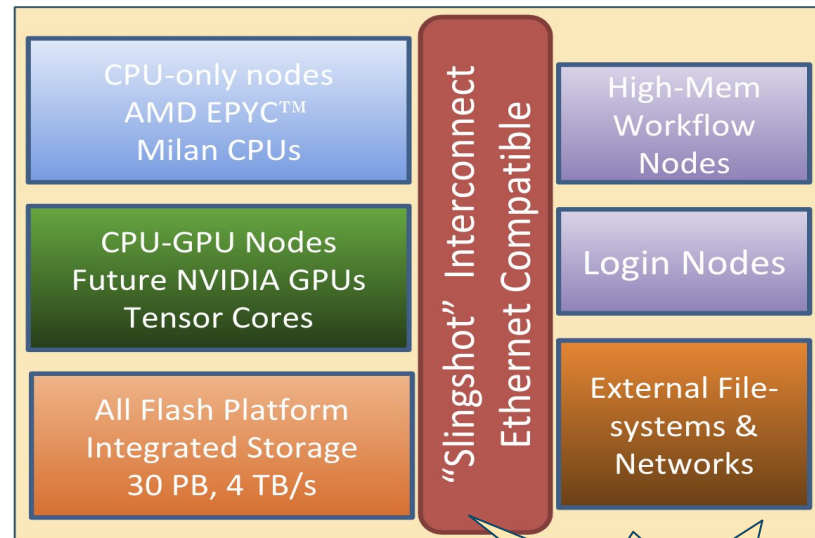 CPU-only nodes
AMD EPYC™
Milan CPUs
CPU-GPU Nodes
Future NVIDIA GPUs
Tensor Cores
All Flash Platform
Integrated Storage
30 PB, 4 TB/s
“Slingshot” Interconnect
Ethernet Compatible
High-Mem
Workflow
Nodes
Login Nodes
External File-
systems &
Networks